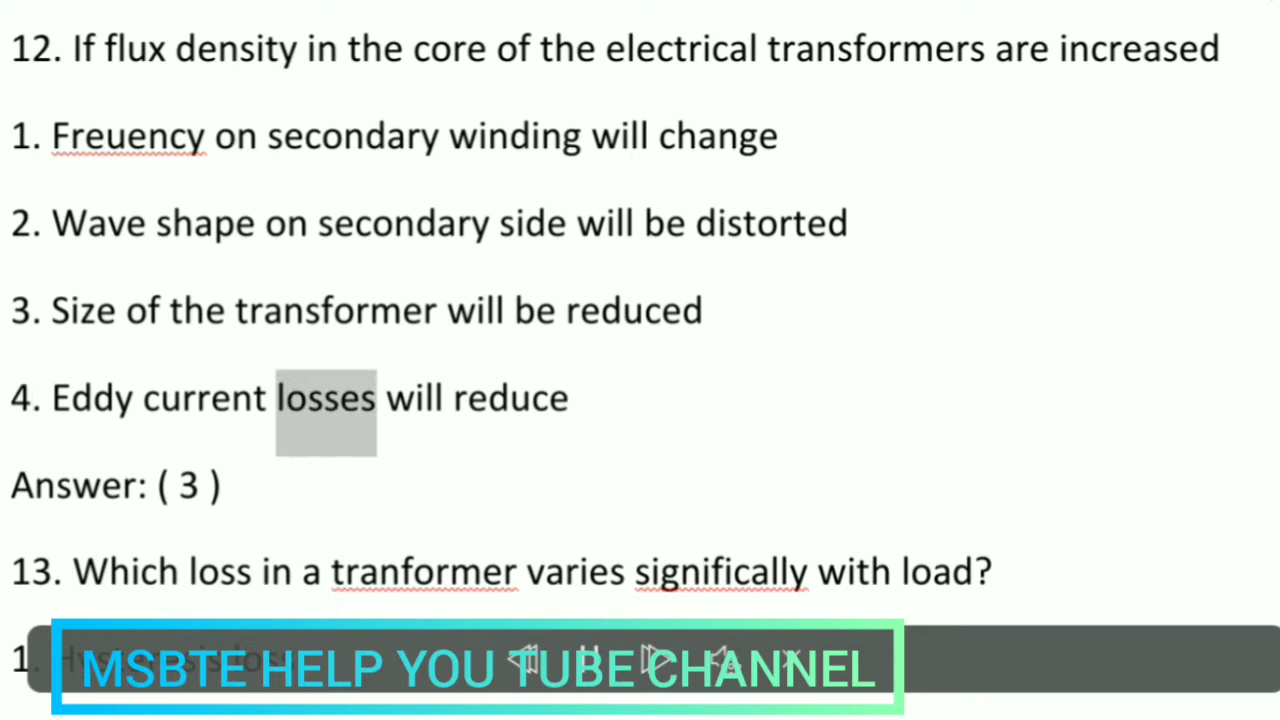 12. If flux density in the core of the electrical transformers are increased
1. Freuency on secondary winding will change
2. Wave shape on secondary side will be distorted
3. Size of the transformer will be reduced
4. Eddy current losses will reduce
Answer: ( 3 )
13. Which loss in a tranformer varies significally with load?
1.
MSBTE HELP YOU TUBE CHANNEL